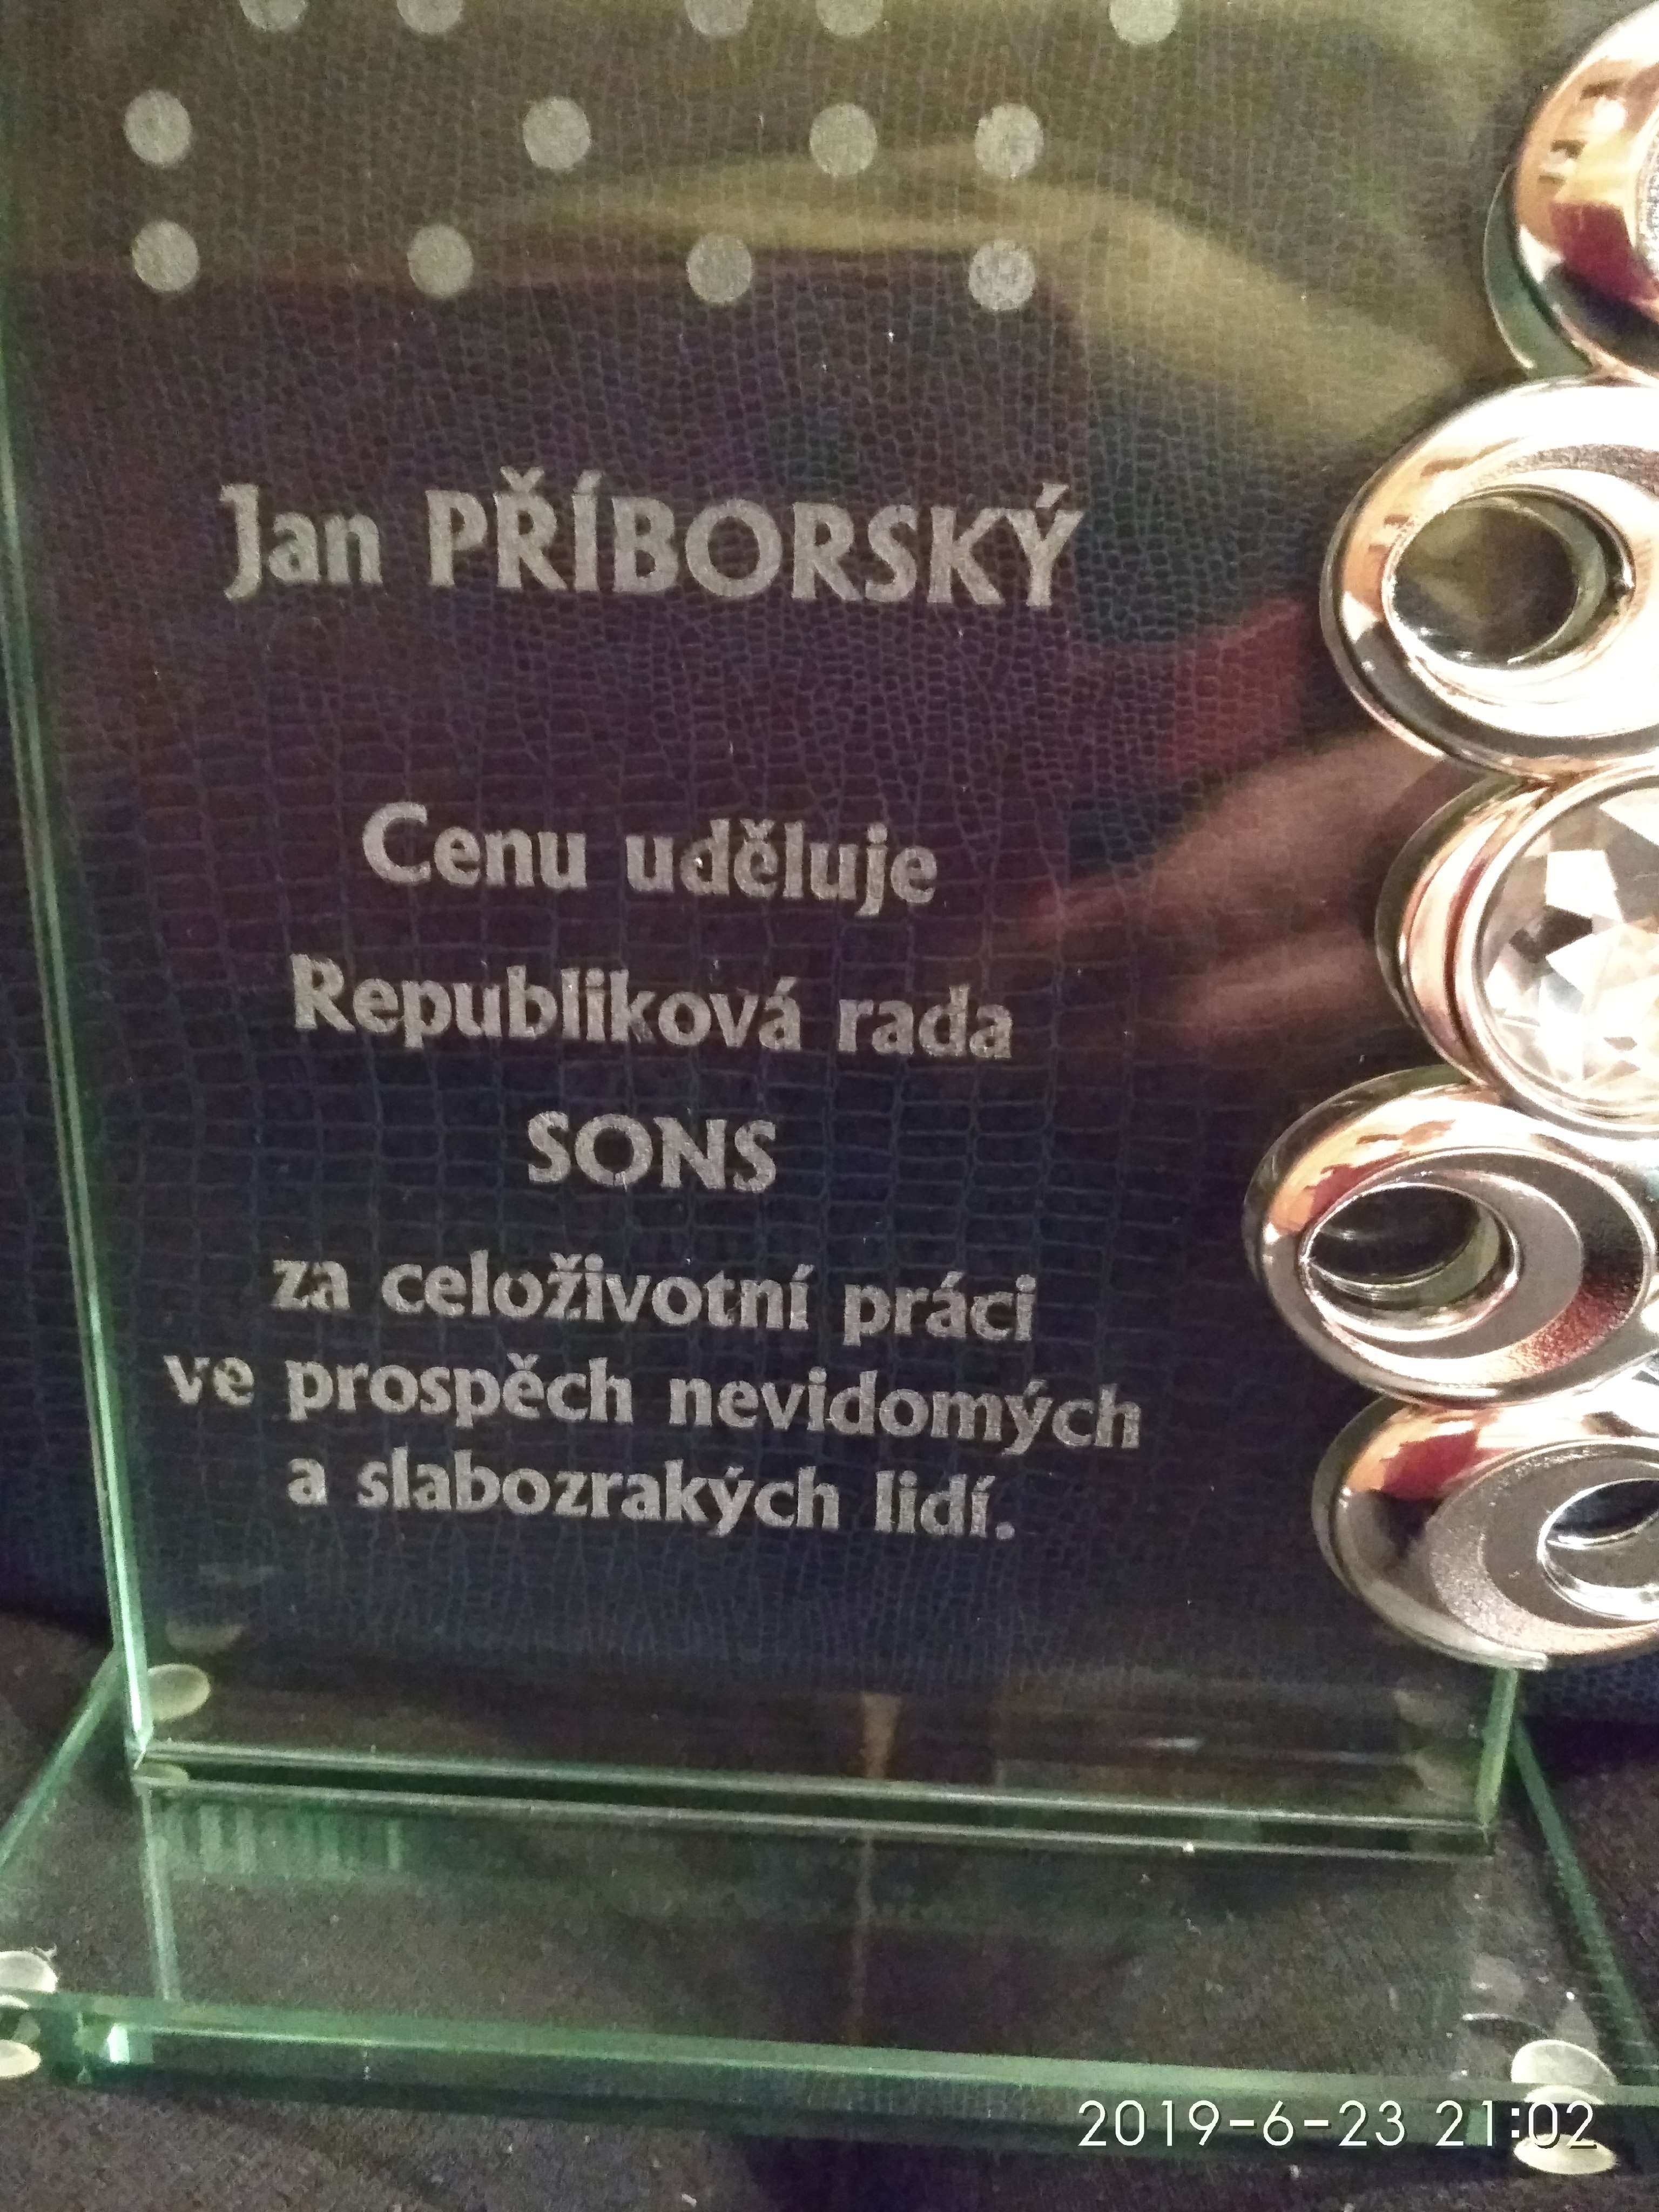 Jan PŘÍBORSKÝ
Cenu uděluje
Republiková rada
SONS
za celoživotní práci
ve prospěch nevidomých
a slabozrakých lidí.
2019-6-23 21:02